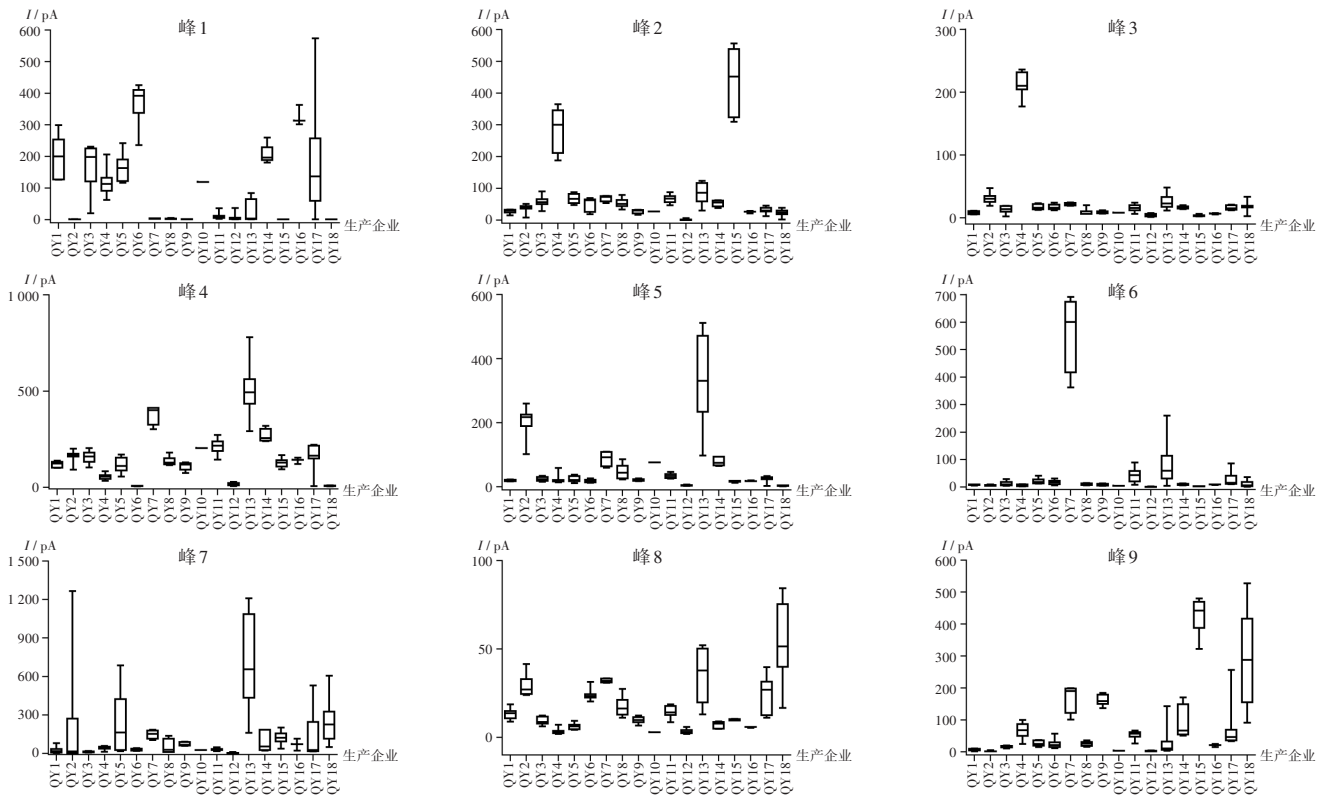 I / pA
峰1
600
500
400
300
200
100
0
生产企业
QY1
QY2
QY3
QY4
QY5
QY6
QY7
QY8
QY9
QY10
QY11
QY12
QY13
QY14
QY15
QY16
QY17
QY18
I / pA
峰2
600
500
400
300
200
100
0
生产企业
QY1
QY2
QY3
QY4
QY5
QY6
QY7
QY8
QY9
QY10
QY11
QY12
QY13
QY14
QY15
QY16
QY17
QY18
I / pA
峰3
300
200
100
0
生产企业
QY1
QY2
QY3
QY4
QY5
QY6
QY7
QY8
QY9
QY10
QY11
QY12
QY13
QY14
QY15
QY16
QY17
QY18
I / pA
峰4
1 000
500
0
生产企业
QY1
QY2
QY3
QY4
QY5
QY6
QY7
QY8
QY9
QY10
QY11
QY12
QY13
QY14
QY15
QY16
QY17
QY18
I / pA
峰5
600
400
200
0
生产企业
QY1
QY2
QY3
QY4
QY5
QY6
QY7
QY8
QY9
QY10
QY11
QY12
QY13
QY14
QY15
QY16
QY17
QY18
I / pA
峰6
700
600
500
400
300
200
100
0
生产企业
QY1
QY2
QY3
QY4
QY5
QY6
QY7
QY8
QY9
QY10
QY11
QY12
QY13
QY14
QY15
QY16
QY17
QY18
I / pA
峰7
1 500
1 200
900
600
300
0
生产企业
QY1
QY2
QY3
QY4
QY5
QY6
QY7
QY8
QY9
QY10
QY11
QY12
QY13
QY14
QY15
QY16
QY17
QY18
I / pA
峰8
100
50
0
生产企业
QY1
QY2
QY3
QY4
QY5
QY6
QY7
QY8
QY9
QY10
QY11
QY12
QY13
QY14
QY15
QY16
QY17
QY18
I / pA
峰9
600
500
400
300
200
100
0
生产企业
QY1
QY2
QY3
QY4
QY5
QY6
QY7
QY8
QY9
QY10
QY11
QY12
QY13
QY14
QY15
QY16
QY17
QY18